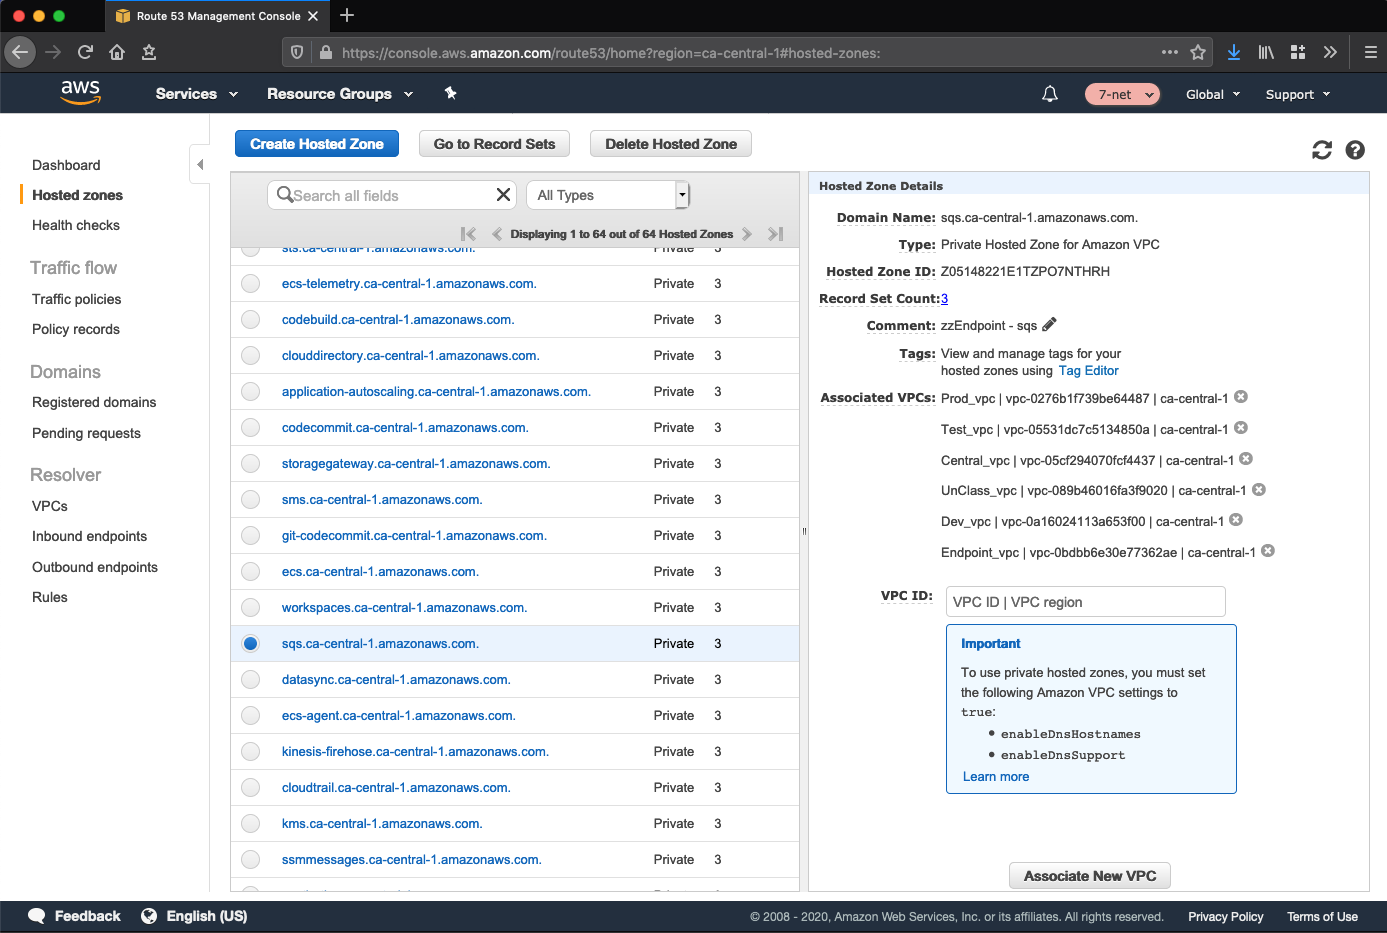 Route 53 Management Console
https://console.aws.amazon.com/route53/home?region=ca-central-1#hosted-zones:
aws
Services
Resource Groups
7-net
Global
Support
Dashboard
Hosted zones
Health checks
Traffic flow
Traffic policies
Policy records
Domains
Registered domains
Pending requests
Resolver
VPCs
Inbound endpoints
Outbound endpoints
Rules
Create Hosted Zone
Go to Record Sets
Delete Hosted Zone
Search all fields
All Types
Displaying 1 to 64 out of 64 Hosted Zones
sts.ca-central-1.amazonaws.com. Private 3
ecs-telemetry.ca-central-1.amazonaws.com. Private 3
codebuild.ca-central-1.amazonaws.com. Private 3
clouddirectory.ca-central-1.amazonaws.com. Private 3
application-autoscaling.ca-central-1.amazonaws.com. Private 3
codecommit.ca-central-1.amazonaws.com. Private 3
storagegateway.ca-central-1.amazonaws.com. Private 3
sms.ca-central-1.amazonaws.com. Private 3
git-codecommit.ca-central-1.amazonaws.com. Private 3
ecs.ca-central-1.amazonaws.com. Private 3
workspaces.ca-central-1.amazonaws.com. Private 3
sqs.ca-central-1.amazonaws.com. Private 3
datasync.ca-central-1.amazonaws.com. Private 3
ecs-agent.ca-central-1.amazonaws.com. Private 3
kinesis-firehose.ca-central-1.amazonaws.com. Private 3
cloudtrail.ca-central-1.amazonaws.com. Private 3
kms.ca-central-1.amazonaws.com. Private 3
ssmmessages.ca-central-1.amazonaws.com. Private 3
Hosted Zone Details
Domain Name: sqs.ca-central-1.amazonaws.com.
Type: Private Hosted Zone for Amazon VPC
Hosted Zone ID: Z05148221E1TZPO7NTHRH
Record Set Count: 3
Comment: zzEndpoint - sqs
Tags: View and manage tags for your
hosted zones using Tag Editor
Associated VPCs: Prod_vpc | vpc-0276b1f739be64487 | ca-central-1
Test_vpc | vpc-05531dc7c5134850a | ca-central-1
Central_vpc | vpc-05cf294070fcf4437 | ca-central-1
UnClass_vpc | vpc-089b46016fa3f9020 | ca-central-1
Dev_vpc | vpc-0a16024113a653f00 | ca-central-1
Endpoint_vpc | vpc-0bdbb6e30e77362ae | ca-central-1
VPC ID: VPC ID | VPC region
Important
To use private hosted zones, you must set
the following Amazon VPC settings to
true:
• enableDnsHostnames
• enableDnsSupport
Learn more
Associate New VPC
Feedback
English (US)
© 2008 - 2020, Amazon Web Services, Inc. or its affiliates. All rights reserved.
Privacy Policy
Terms of Use